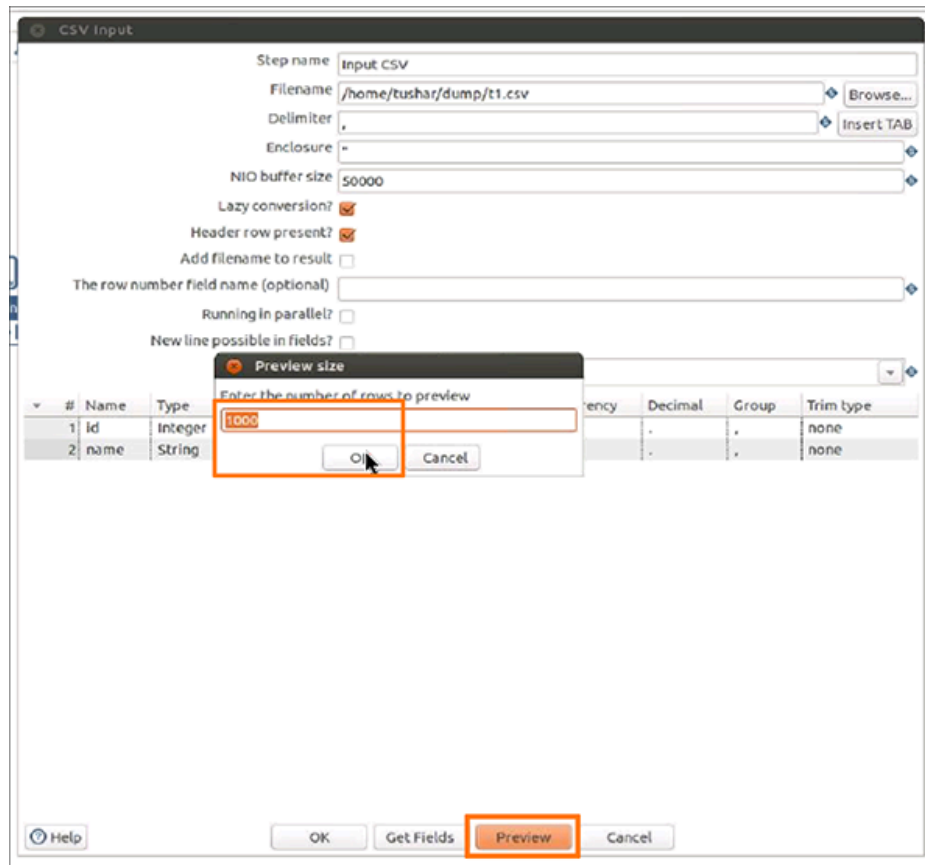 CSV Input
Step name Input CSV
Filename /home/tushar/dump/t1.csv Browse...
Delimiter , Insert TAB
Enclosure "
NIO buffer size 50000
Lazy conversion?
Header row present?
Add filename to result
The row number field name (optional)
Running in parallel?
New line possible in fields?
Preview size
Enter the number of rows to preview
# Name Type rency Decimal Group Trim type
1000
1 id Integer . , none
2 name String . , none
OK Cancel
Help OK Get Fields Preview Cancel